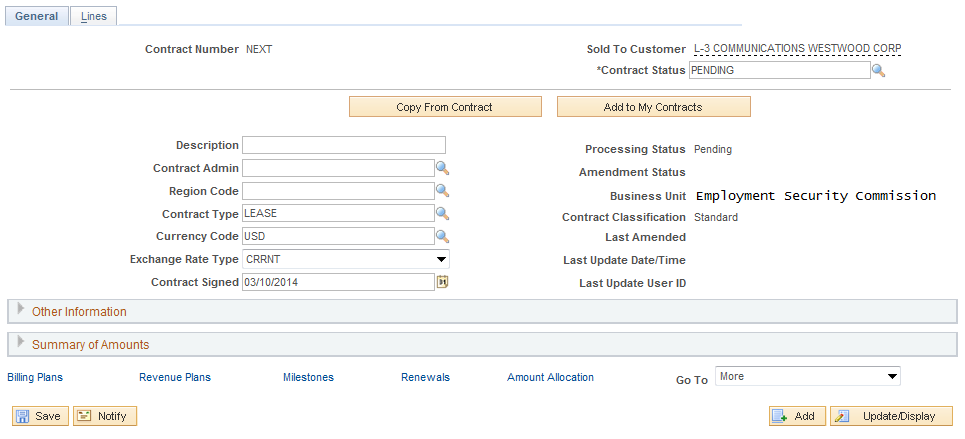 General Lines
Contract Number NEXT Sold To Customer L-3 COMMUNICATIONS WESTWOOD CORP
*Contract Status PENDING
Copy From Contract Add to My Contracts
Description Processing Status Pending
Contract Admin Amendment Status
Region Code Business Unit Employment Security Commission
Contract Type LEASE Contract Classification Standard
Currency Code USD Last Amended
Exchange Rate Type CRRNT Last Update Date/Time
Contract Signed 03/10/2014 31 Last Update User ID
Other Information
Summary of Amounts
Billing Plans Revenue Plans Milestones Renewals Amount Allocation Go To More
Save Notify Add Update/Display